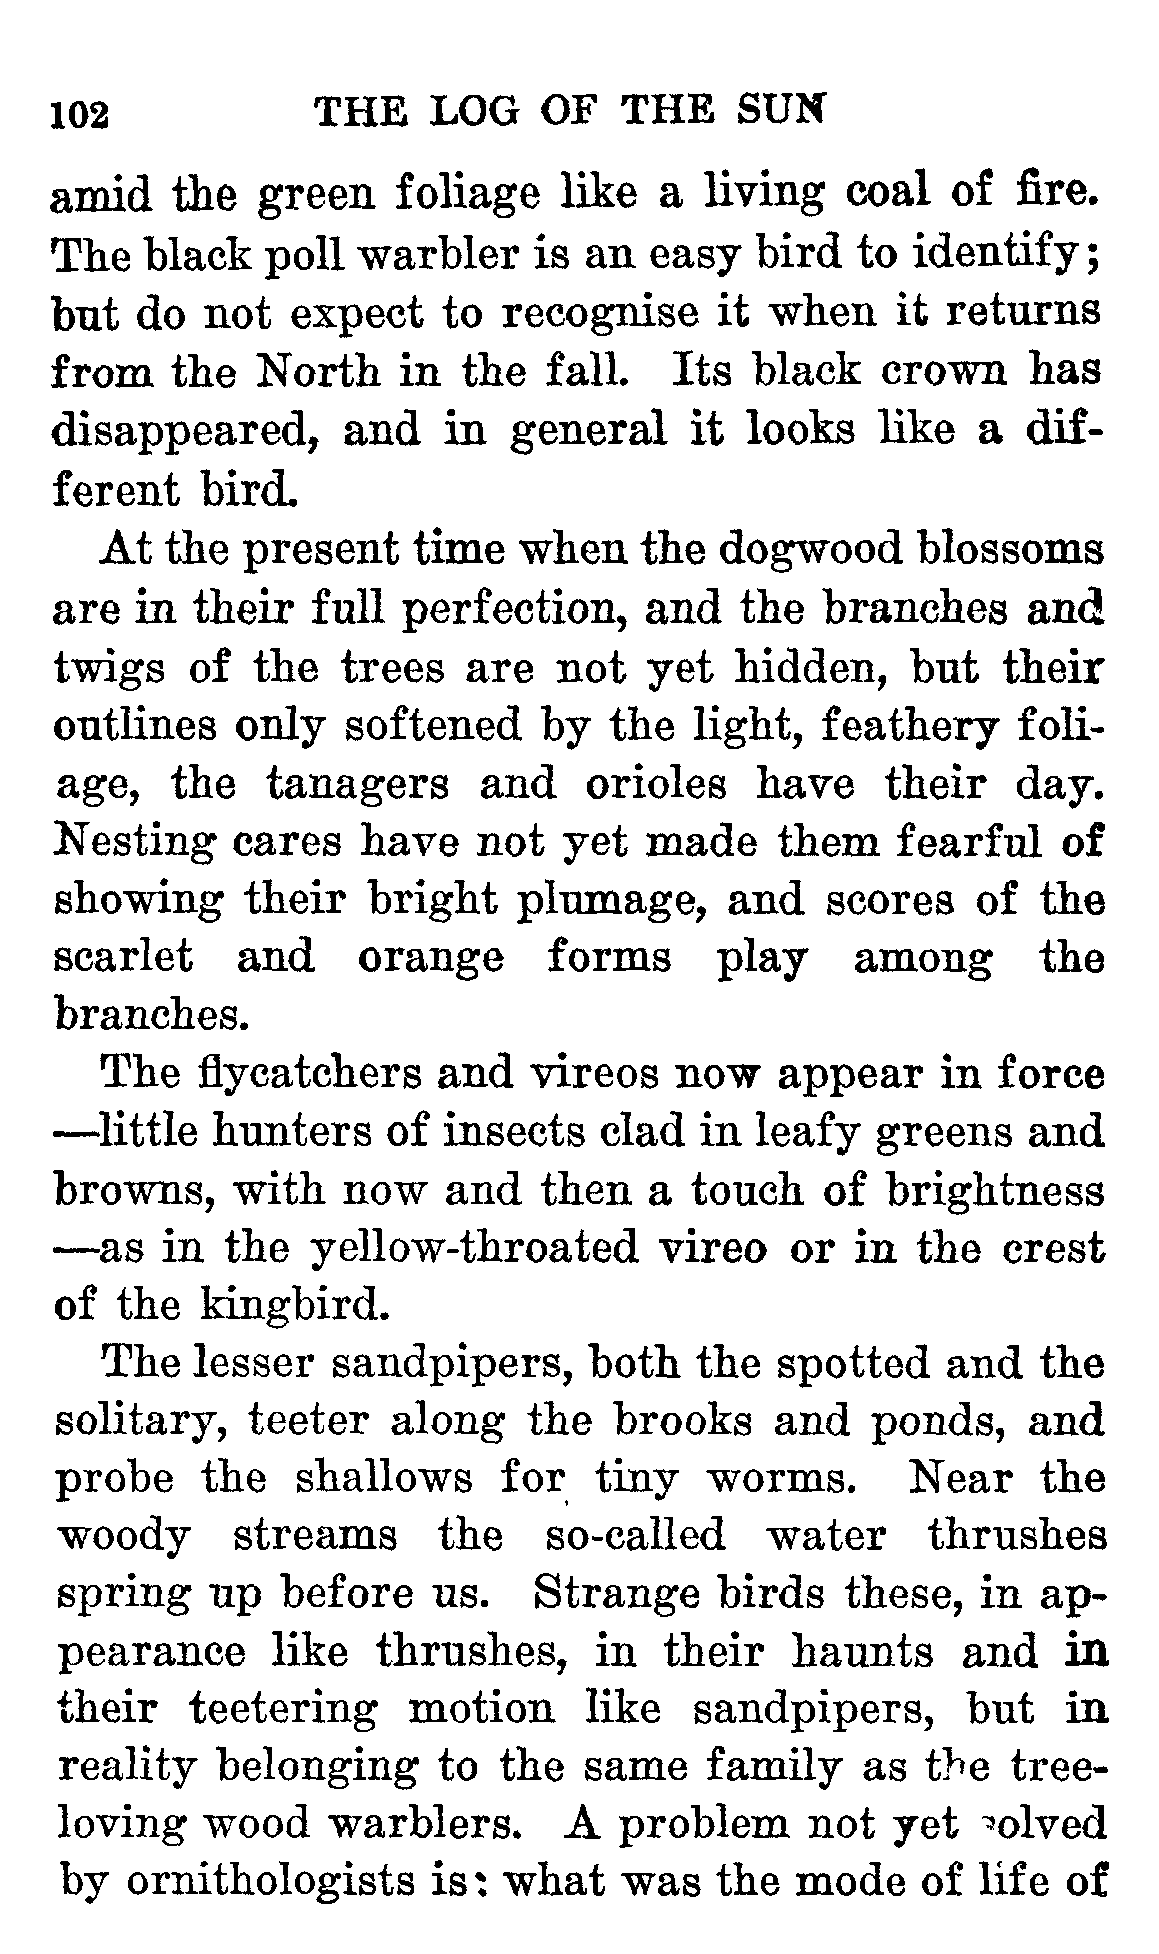 102 THE LOG OF THE SUN
amid the green foliage like a living coal of fire.
The black poll warbler is an easy bird to identify;
but do not expect to recognise it when it returns
from the North in the fall. Its black crown has
disappeared, and in general it looks like a dif-
ferent bird.
At the present time when the dogwood blossoms
are in their full perfection, and the branches and
twigs of the trees are not yet hidden, but their
outlines only softened by the light, feathery foli-
age, the tanagers and orioles have their day.
Nesting cares have not yet made them fearful of
showing their bright plumage, and scores of the
scarlet and orange forms play among the
branches.
The flycatchers and vireos now appear in force
—little hunters of insects clad in leafy greens and
browns, with now and then a touch of brightness
—as in the yellow-throated vireo or in the crest
of the kingbird.
The lesser sandpipers, both the spotted and the
solitary, teeter along the brooks and ponds, and
probe the shallows for tiny worms. Near the
woody streams the so-called water thrushes
spring up before us. Strange birds these, in ap-
pearance like thrushes, in their haunts and in
their teetering motion like sandpipers, but in
reality belonging to the same family as the tree-
loving wood warblers. A problem not yet solved
by ornithologists is: what was the mode of life of